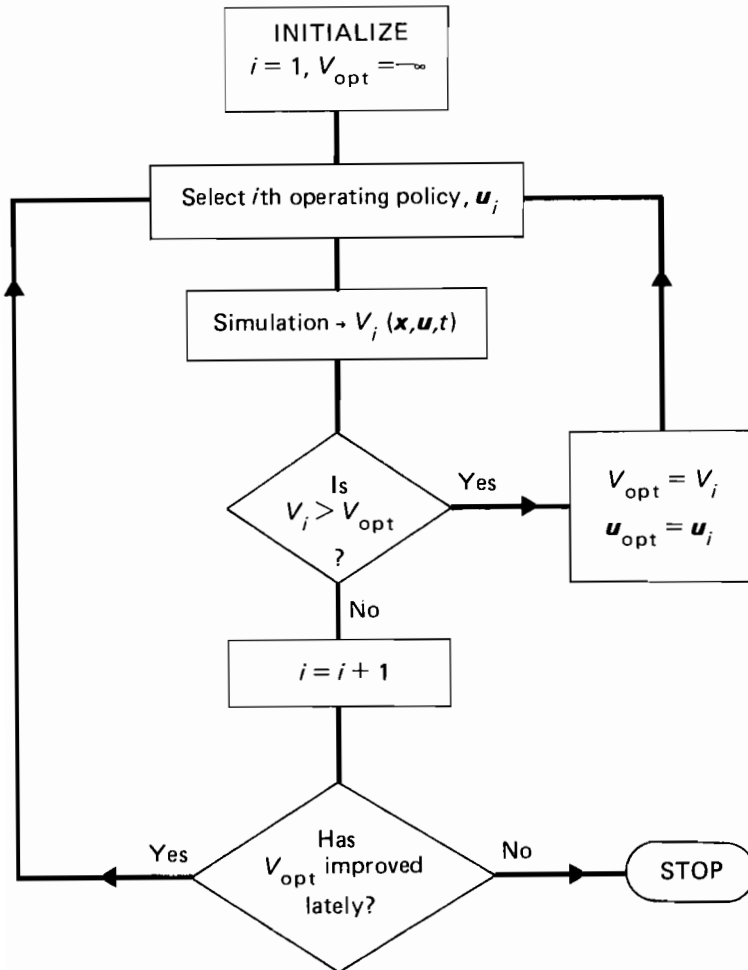 INITIALIZE
i = 1, V_opt = -∞
Select ith operating policy, u_i
Simulation → V_i (x,u,t)
Is
V_i > V_opt
?
Yes
V_opt = V_i
u_opt = u_i
No
i = i + 1
Has
V_opt improved
lately?
Yes
No
STOP